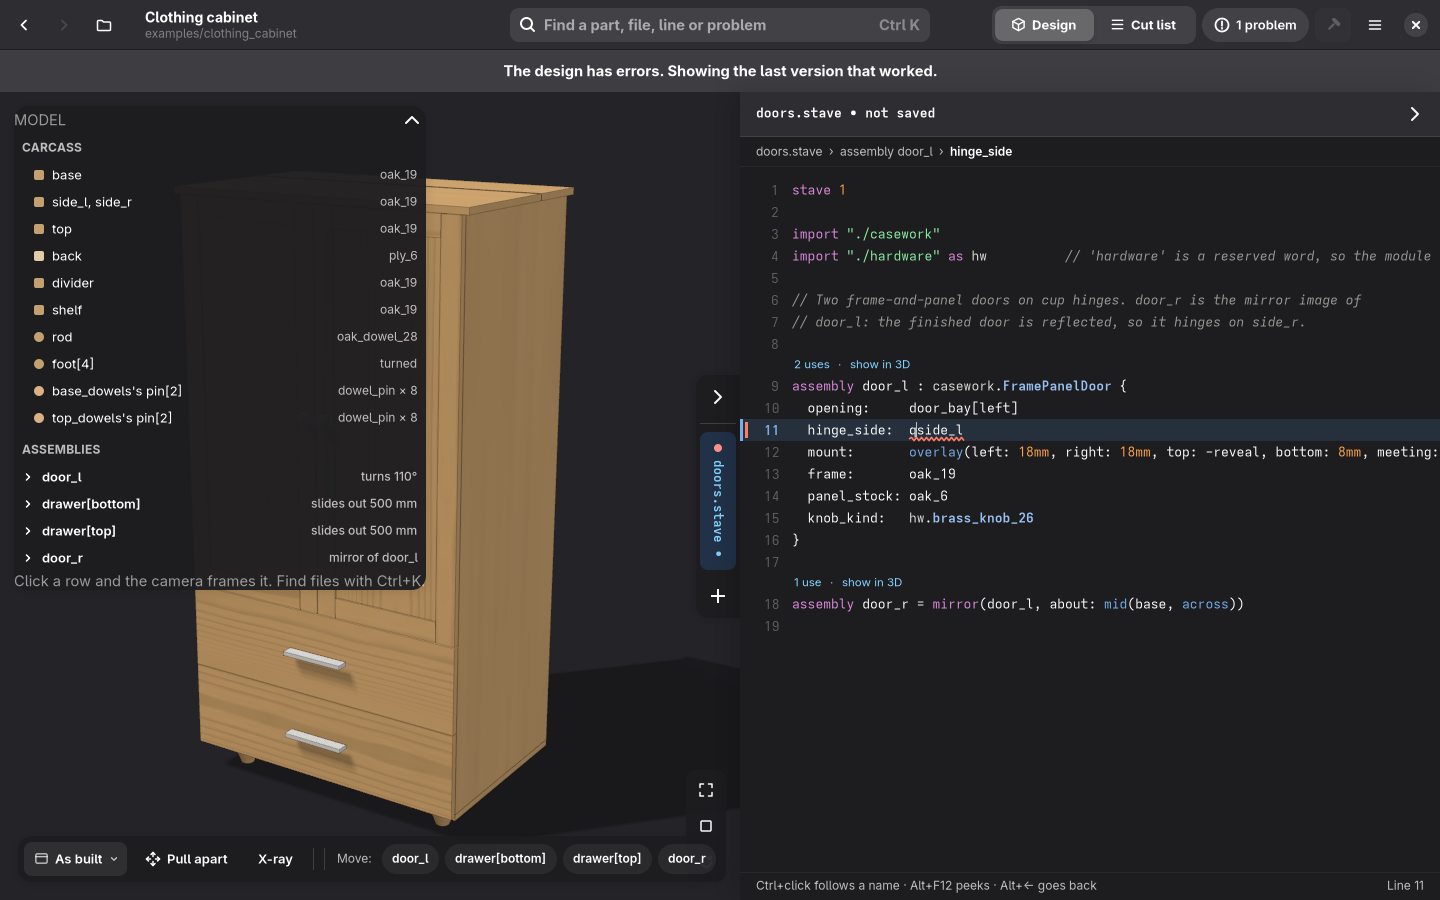 Clothing cabinet
examples/clothing_cabinet
Find a part, file, line or problem Ctrl K
Design Cut list 1 problem
The design has errors. Showing the last version that worked.
MODEL
CARCASS
base oak_19
side_l, side_r oak_19
top oak_19
back ply_6
divider oak_19
shelf oak_19
rod oak_dowel_28
foot[4] turned
base_dowels's pin[2] dowel_pin × 8
top_dowels's pin[2] dowel_pin × 8
ASSEMBLIES
door_l turns 110°
drawer[bottom] slides out 500 mm
drawer[top] slides out 500 mm
door_r mirror of door_l
Click a row and the camera frames it. Find files with Ctrl+K.
As built Pull apart X-ray Move: door_l drawer[bottom] drawer[top] door_r
doors.stave •
doors.stave • not saved
doors.stave › assembly door_l › hinge_side
1 stave 1
2
3 import "./casework"
4 import "./hardware" as hw // 'hardware' is a reserved word, so the module
5
6 // Two frame-and-panel doors on cup hinges. door_r is the mirror image of
7 // door_l: the finished door is reflected, so it hinges on side_r.
8
2 uses · show in 3D
9 assembly door_l : casework.FramePanelDoor {
10 opening: door_bay[left]
11 hinge_side: qside_l
12 mount: overlay(left: 18mm, right: 18mm, top: -reveal, bottom: 8mm, meeting:
13 frame: oak_19
14 panel_stock: oak_6
15 knob_kind: hw.brass_knob_26
16 }
17
1 use · show in 3D
18 assembly door_r = mirror(door_l, about: mid(base, across))
19
Ctrl+click follows a name · Alt+F12 peeks · Alt+← goes back Line 11